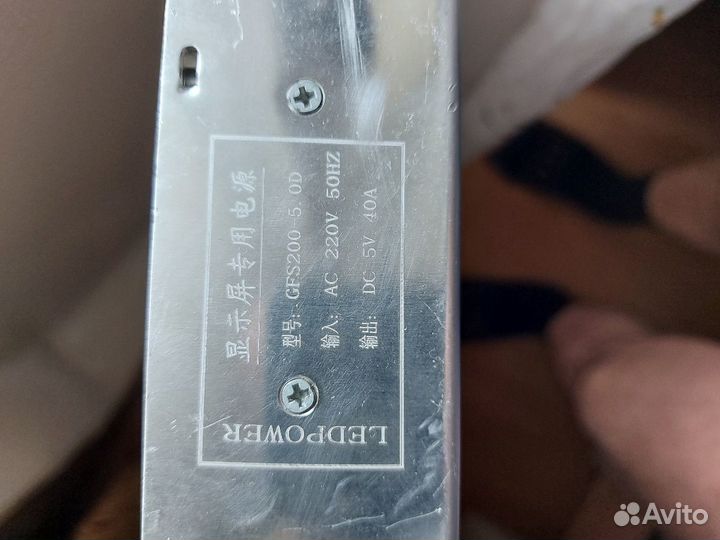 显示屏专用电源
型号: GFS200 5.0D
输入: AC 220V 50HZ
输出: DC 5V 40A
LEDPOWER
Avito